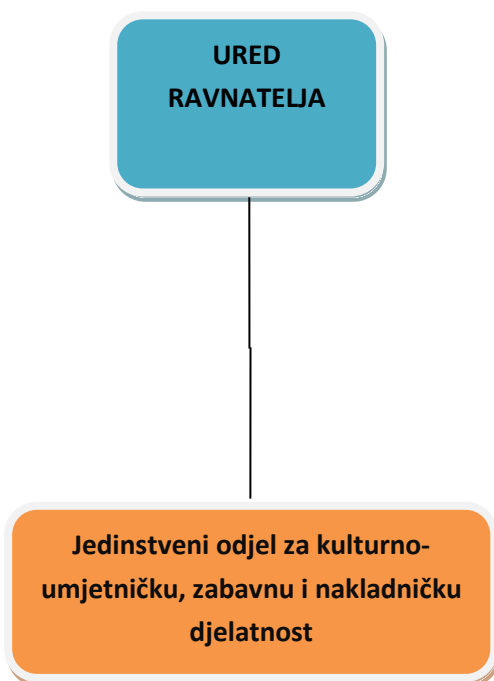 URED
RAVNATELJA
Jedinstveni odjel za kulturno-
umjetničku, zabavnu i nakladničku
djelatnost